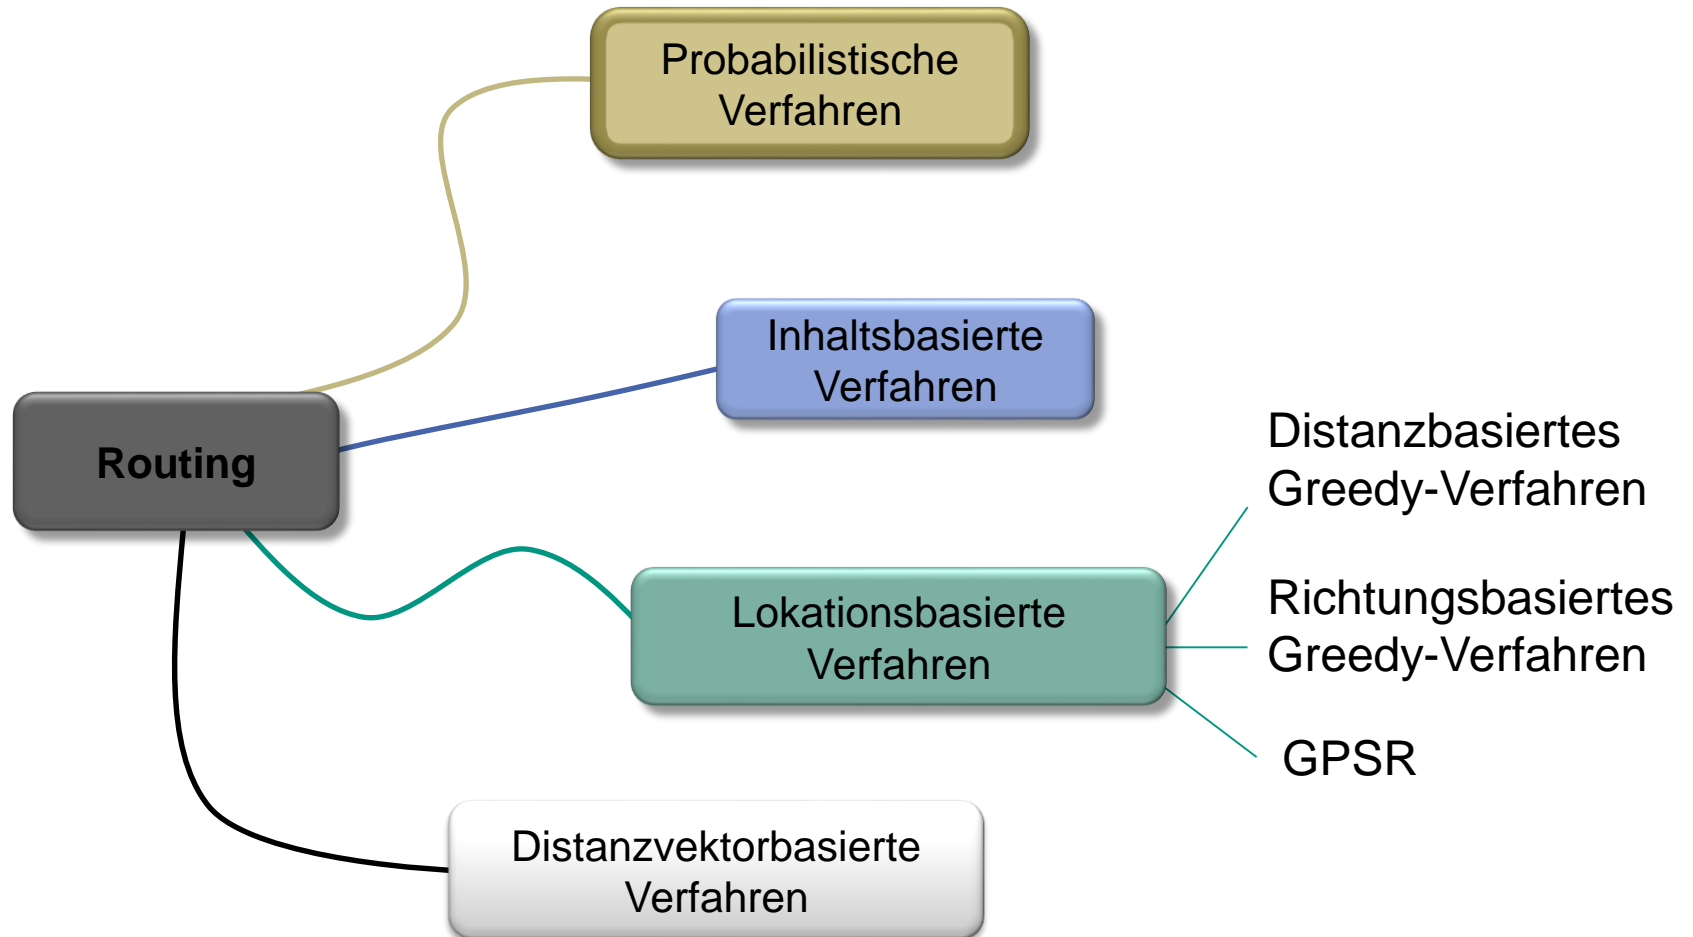 Probabilistische
Verfahren
Inhaltsbasierte
Verfahren
Routing
Distanzbasiertes
Greedy-Verfahren
Lokationsbasierte
Verfahren
Richtungsbasiertes
Greedy-Verfahren
GPSR
Distanzvektorbasierte
Verfahren